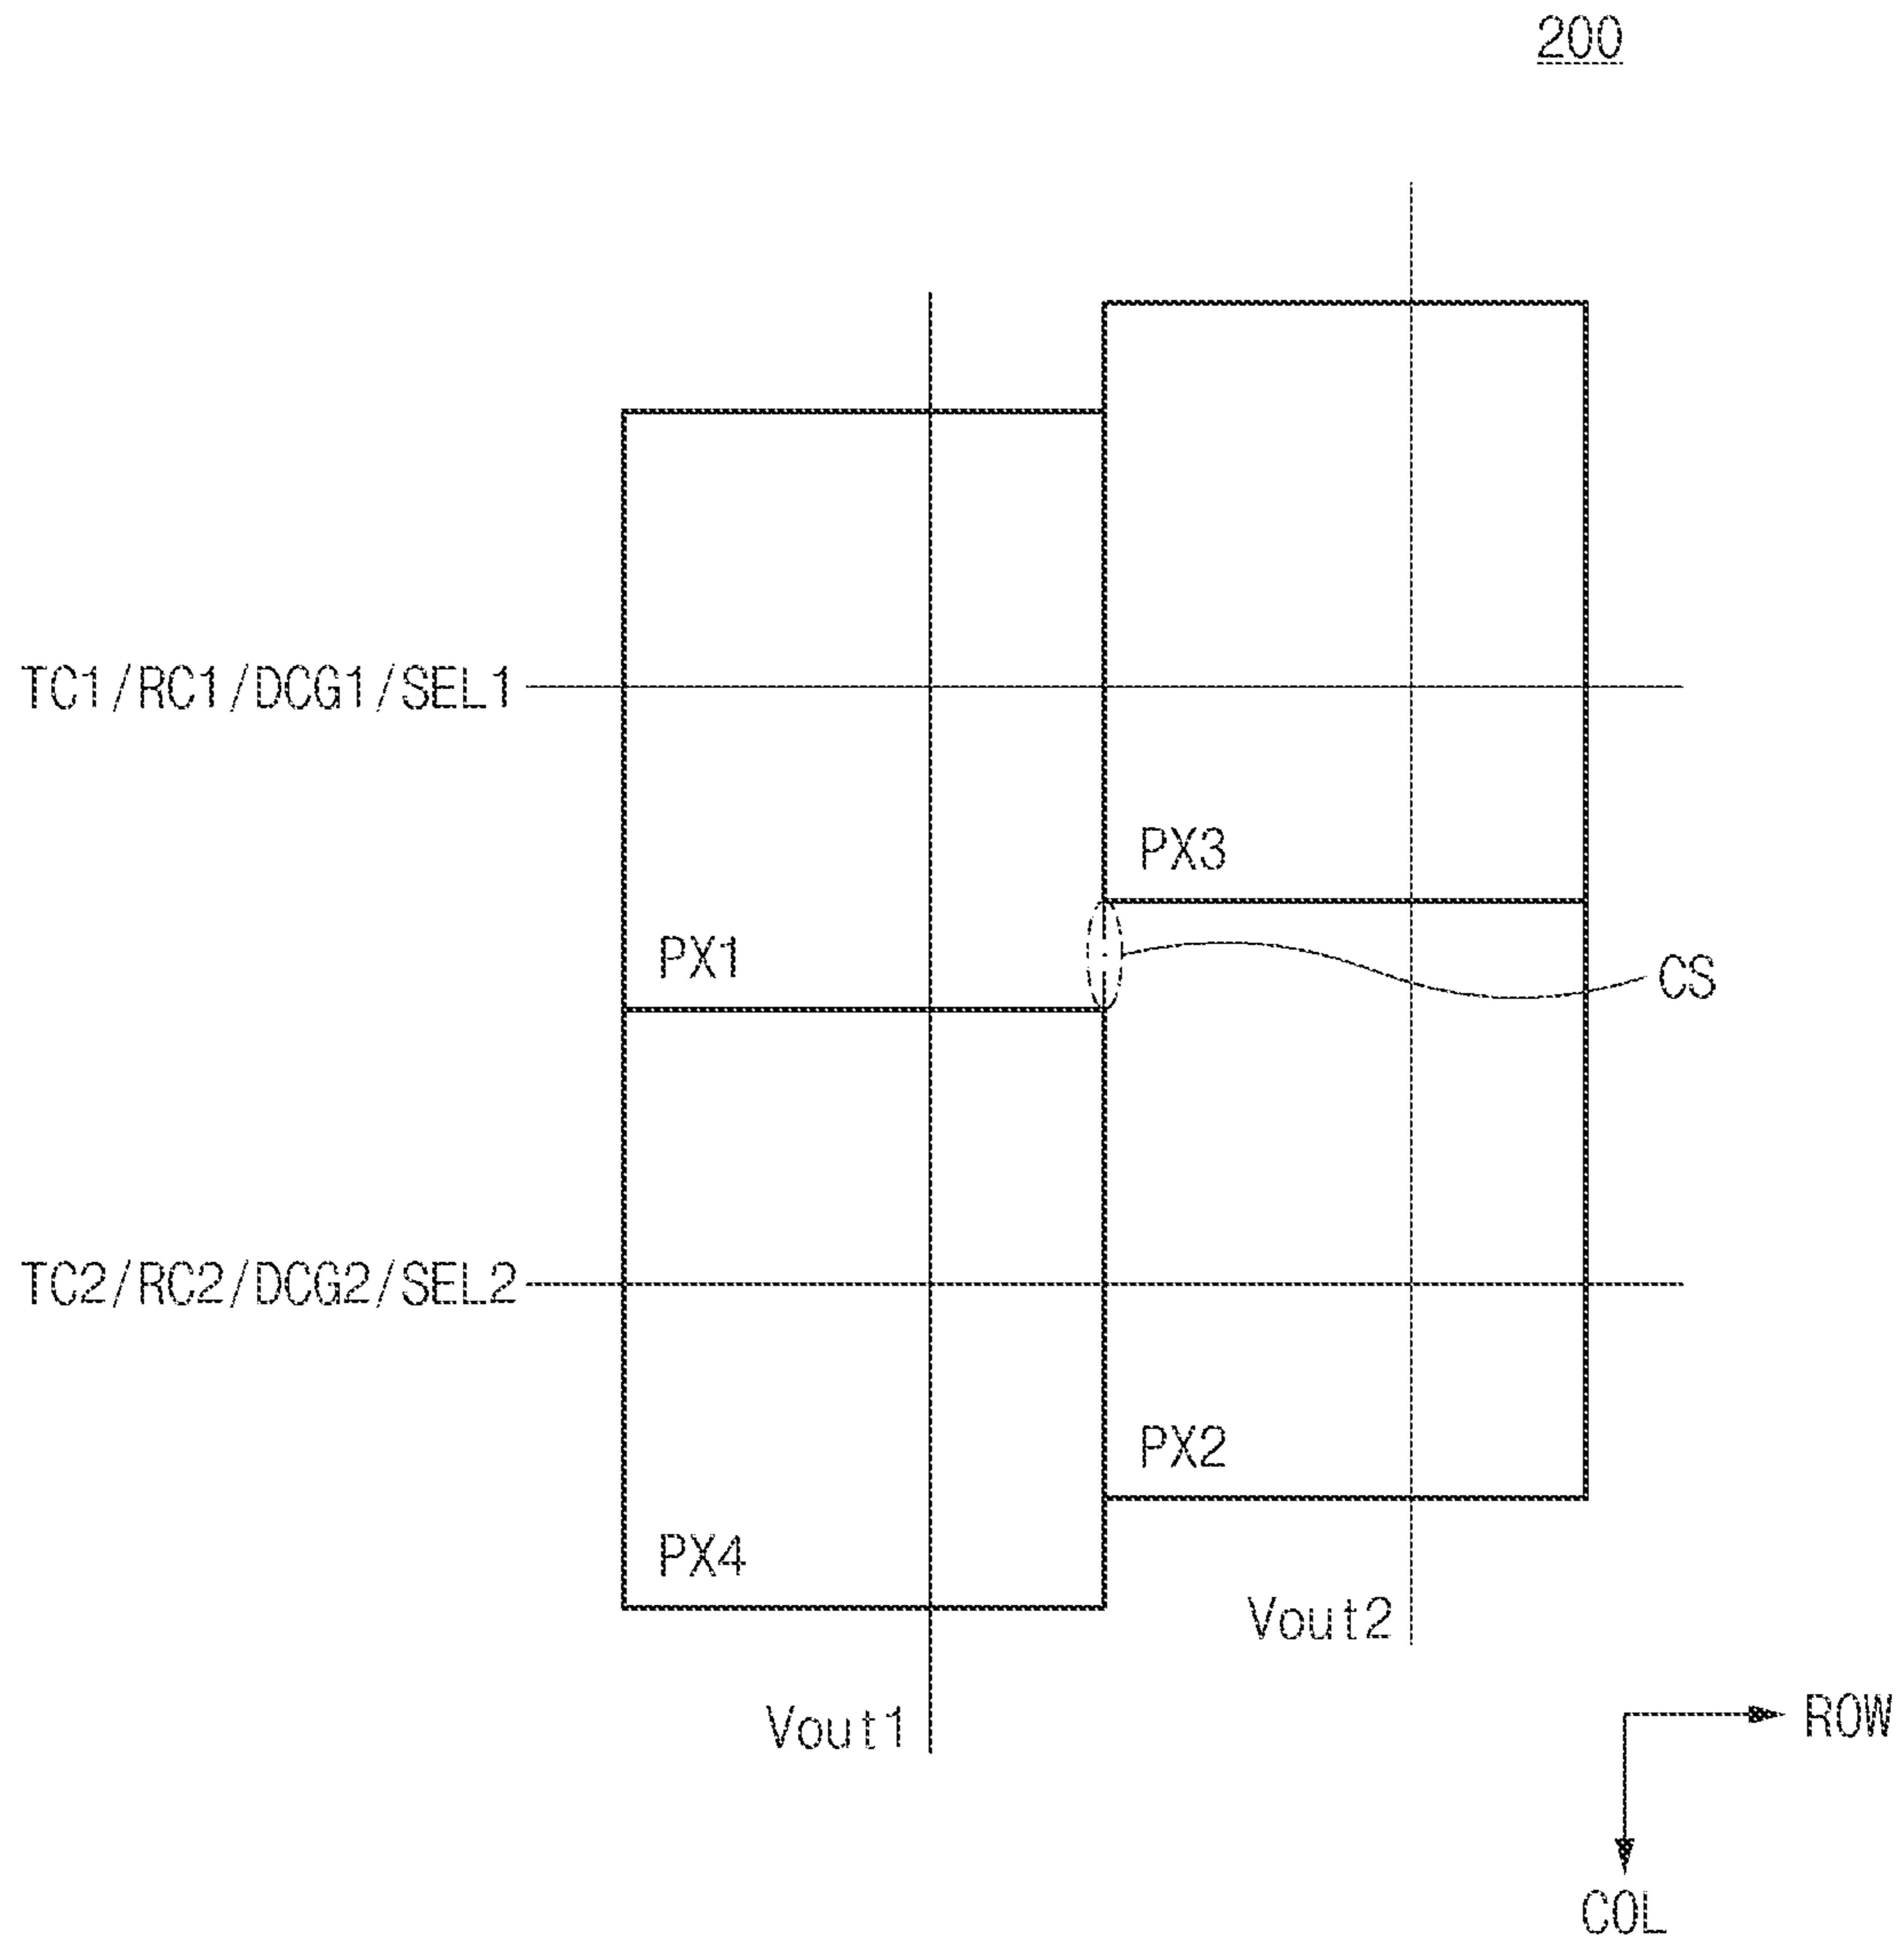 200
TC1/RC1/DCG1/SEL1
PX3
PX1
CS
TC2/RC2/DCG2/SEL2
PX2
PX4
Vout2
Vout1
ROW
COL